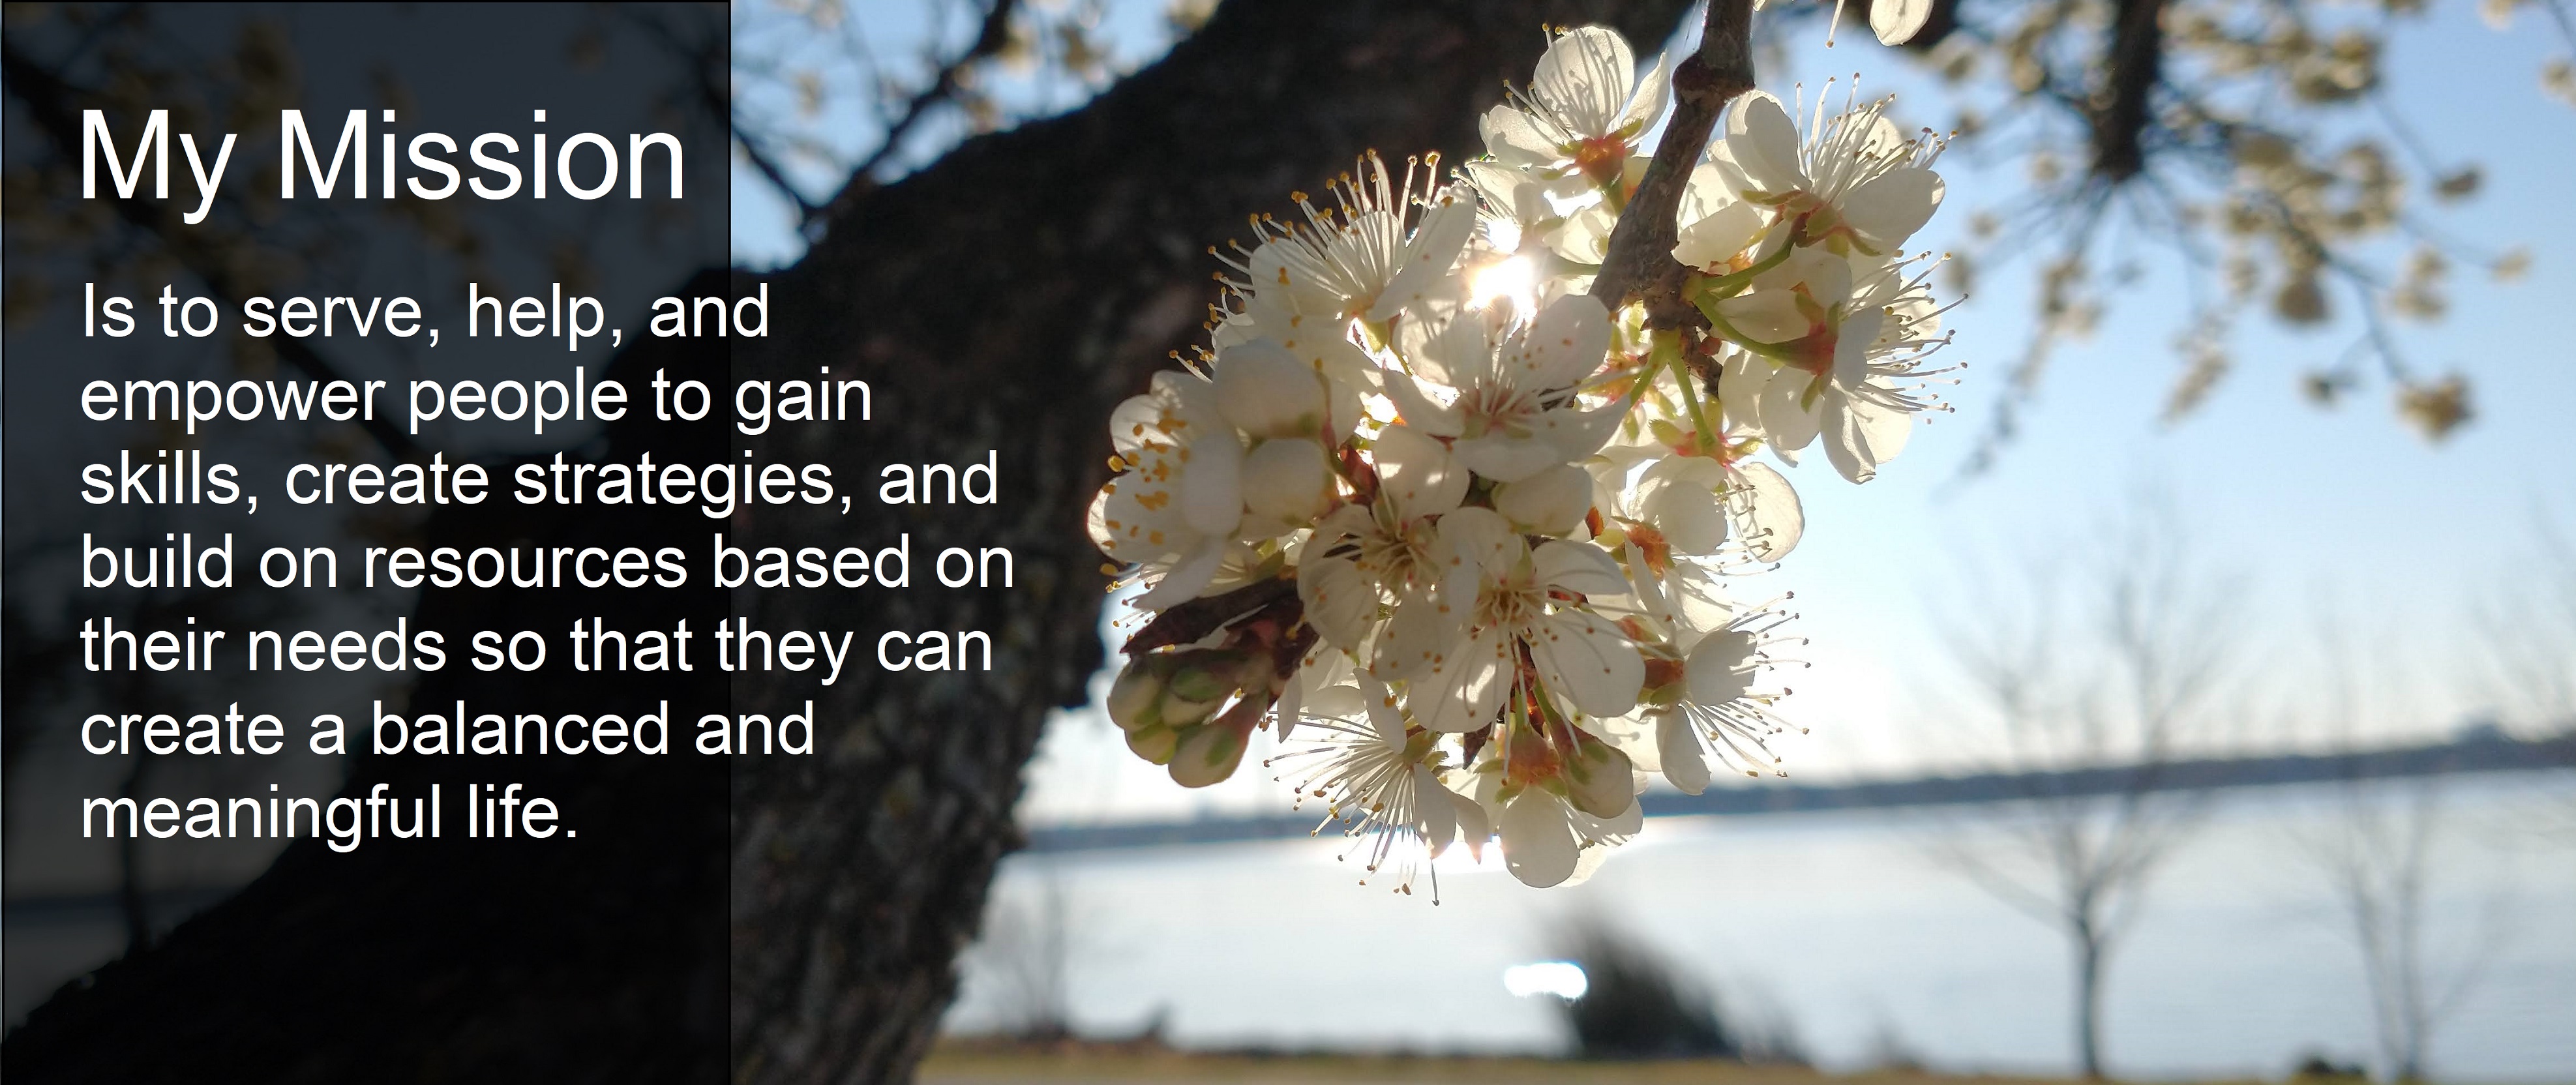 My Mission
Is to serve, help, and
empower people to gain
skills, create strategies, and
build on resources based on
their needs so that they can
create a balanced and
meaningful life.